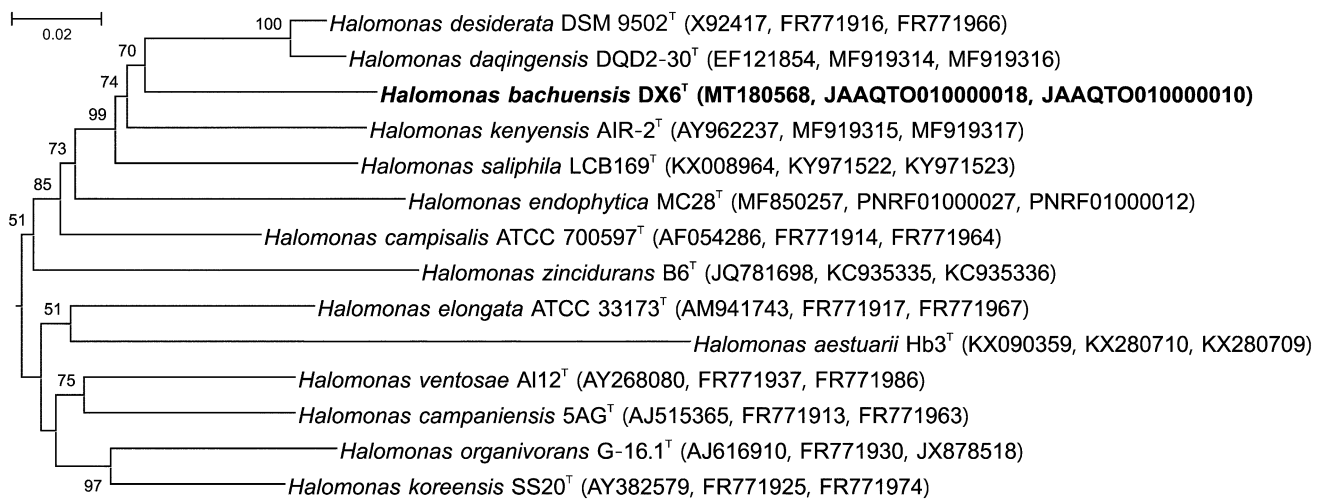 0.02
100
Halomonas desiderata DSM 9502ᵀ (X92417, FR771916, FR771966)
70
Halomonas daqingensis DQD2-30ᵀ (EF121854, MF919314, MF919316)
74
Halomonas bachuensis DX6ᵀ (MT180568, JAAQTO010000018, JAAQTO010000010)
99
Halomonas kenyensis AIR-2ᵀ (AY962237, MF919315, MF919317)
73
Halomonas saliphila LCB169ᵀ (KX008964, KY971522, KY971523)
85
Halomonas endophytica MC28ᵀ (MF850257, PNRF01000027, PNRF01000012)
51
Halomonas campisalis ATCC 700597ᵀ (AF054286, FR771914, FR771964)
Halomonas zincidurans B6ᵀ (JQ781698, KC935335, KC935336)
51
Halomonas elongata ATCC 33173ᵀ (AM941743, FR771917, FR771967)
Halomonas aestuarii Hb3ᵀ (KX090359, KX280710, KX280709)
75
Halomonas ventosae Al12ᵀ (AY268080, FR771937, FR771986)
Halomonas campaniensis 5AGᵀ (AJ515365, FR771913, FR771963)
Halomonas organivorans G-16.1ᵀ (AJ616910, FR771930, JX878518)
97
Halomonas koreensis SS20ᵀ (AY382579, FR771925, FR771974)